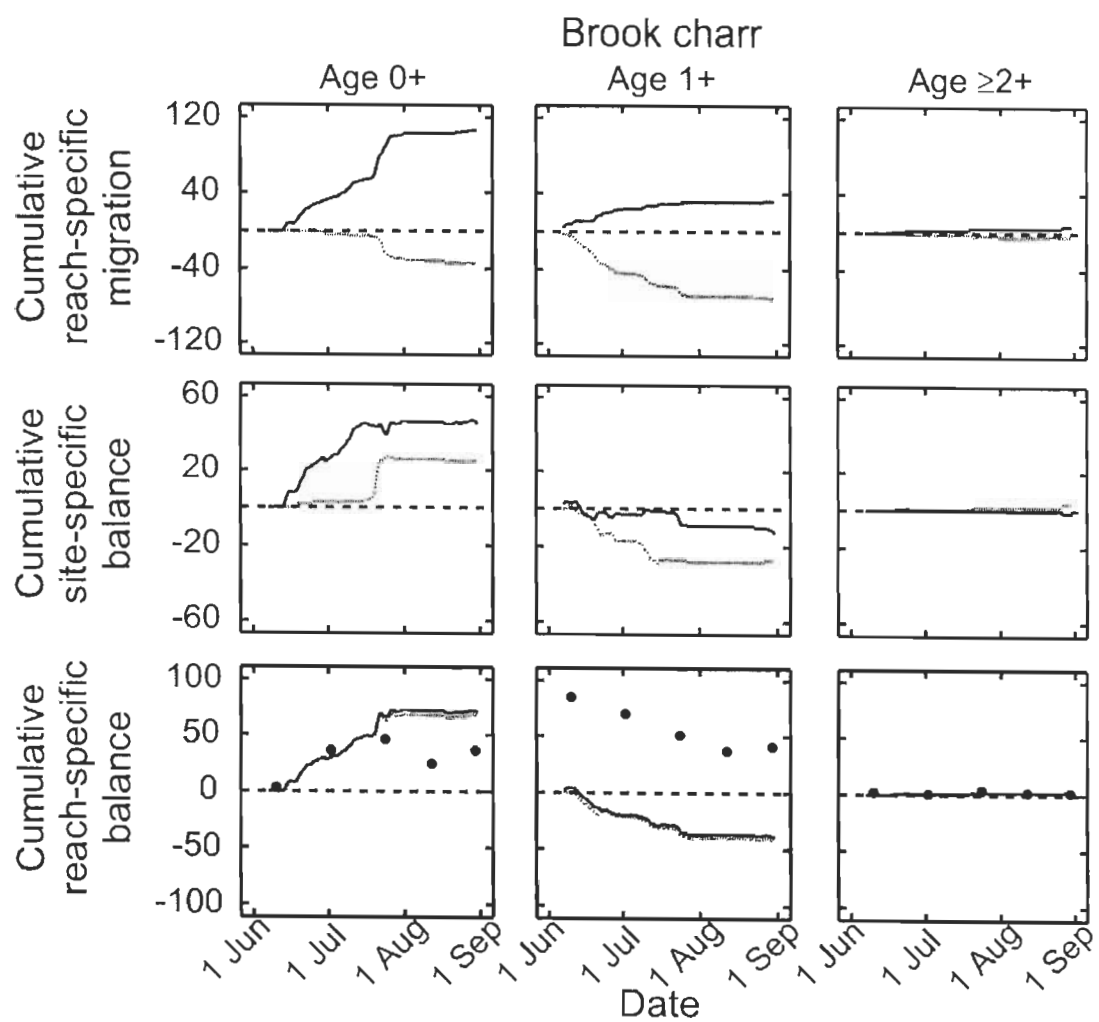 Brook charr
Age 0+
Age 1+
Age ≥2+
Cumulative
reach-specific
migration
120
40
-40
-120
Cumulative
site-specific
balance
60
20
-20
-60
Cumulative
reach-specific
balance
100
50
0
-50
-100
1 Jun
1 Jul
1 Aug
1 Sep
1 Jun
1 Jul
1 Aug
1 Sep
1 Jun
1 Jul
1 Aug
1 Sep
Date